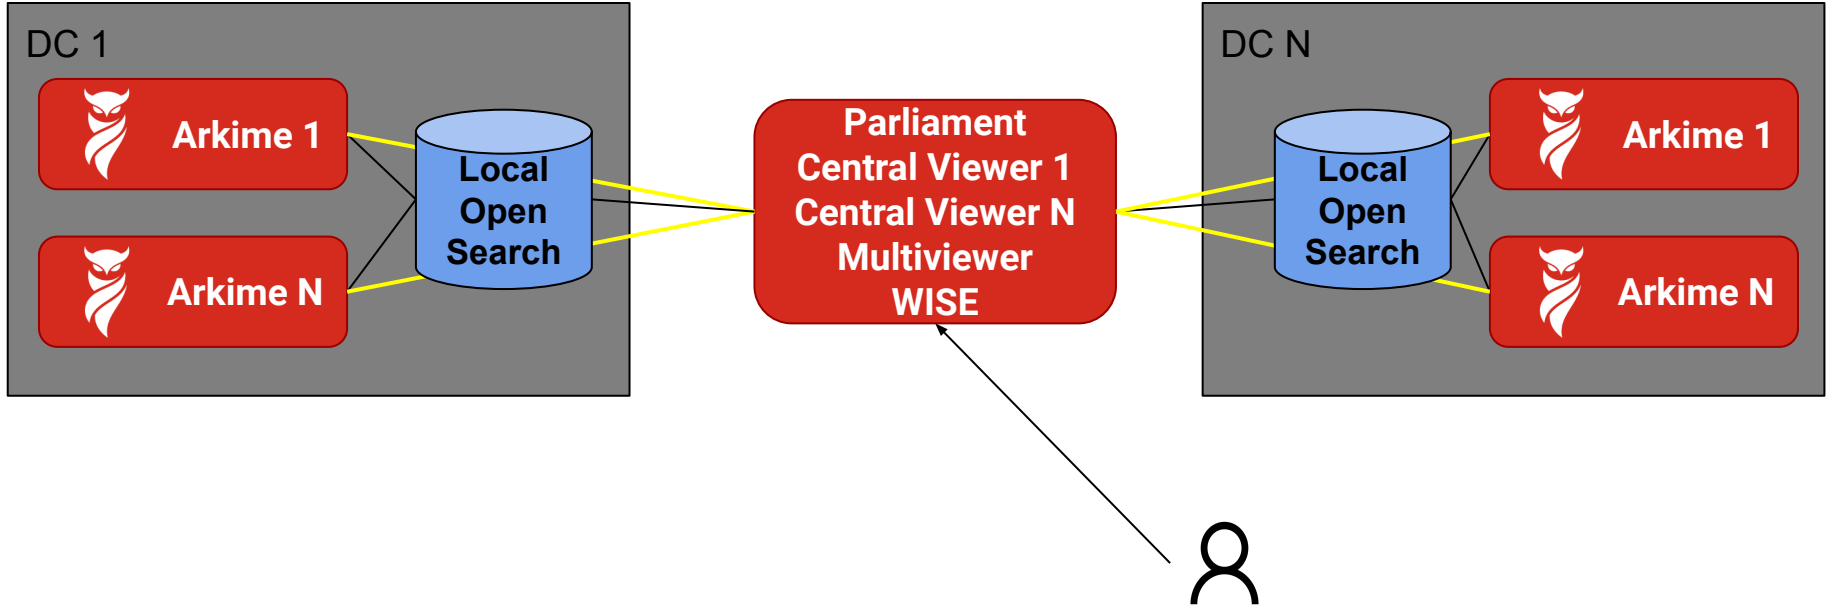 DC 1
Arkime 1
Arkime N
Local
Open
Search
Parliament
Central Viewer 1
Central Viewer N
Multiviewer
WISE
DC N
Local
Open
Search
Arkime 1
Arkime N